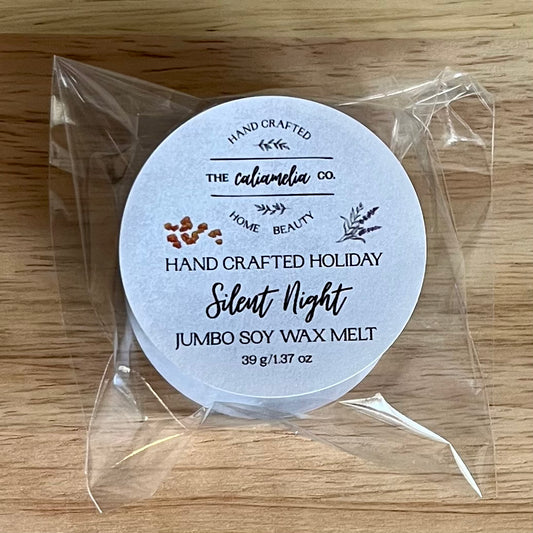 HAND CRAFTED
THE caliamelia CO.
HOME BEAUTY
HAND CRAFTED HOLIDAY
Silent Night
JUMBO SOY WAX MELT
39 g/1.37 oz